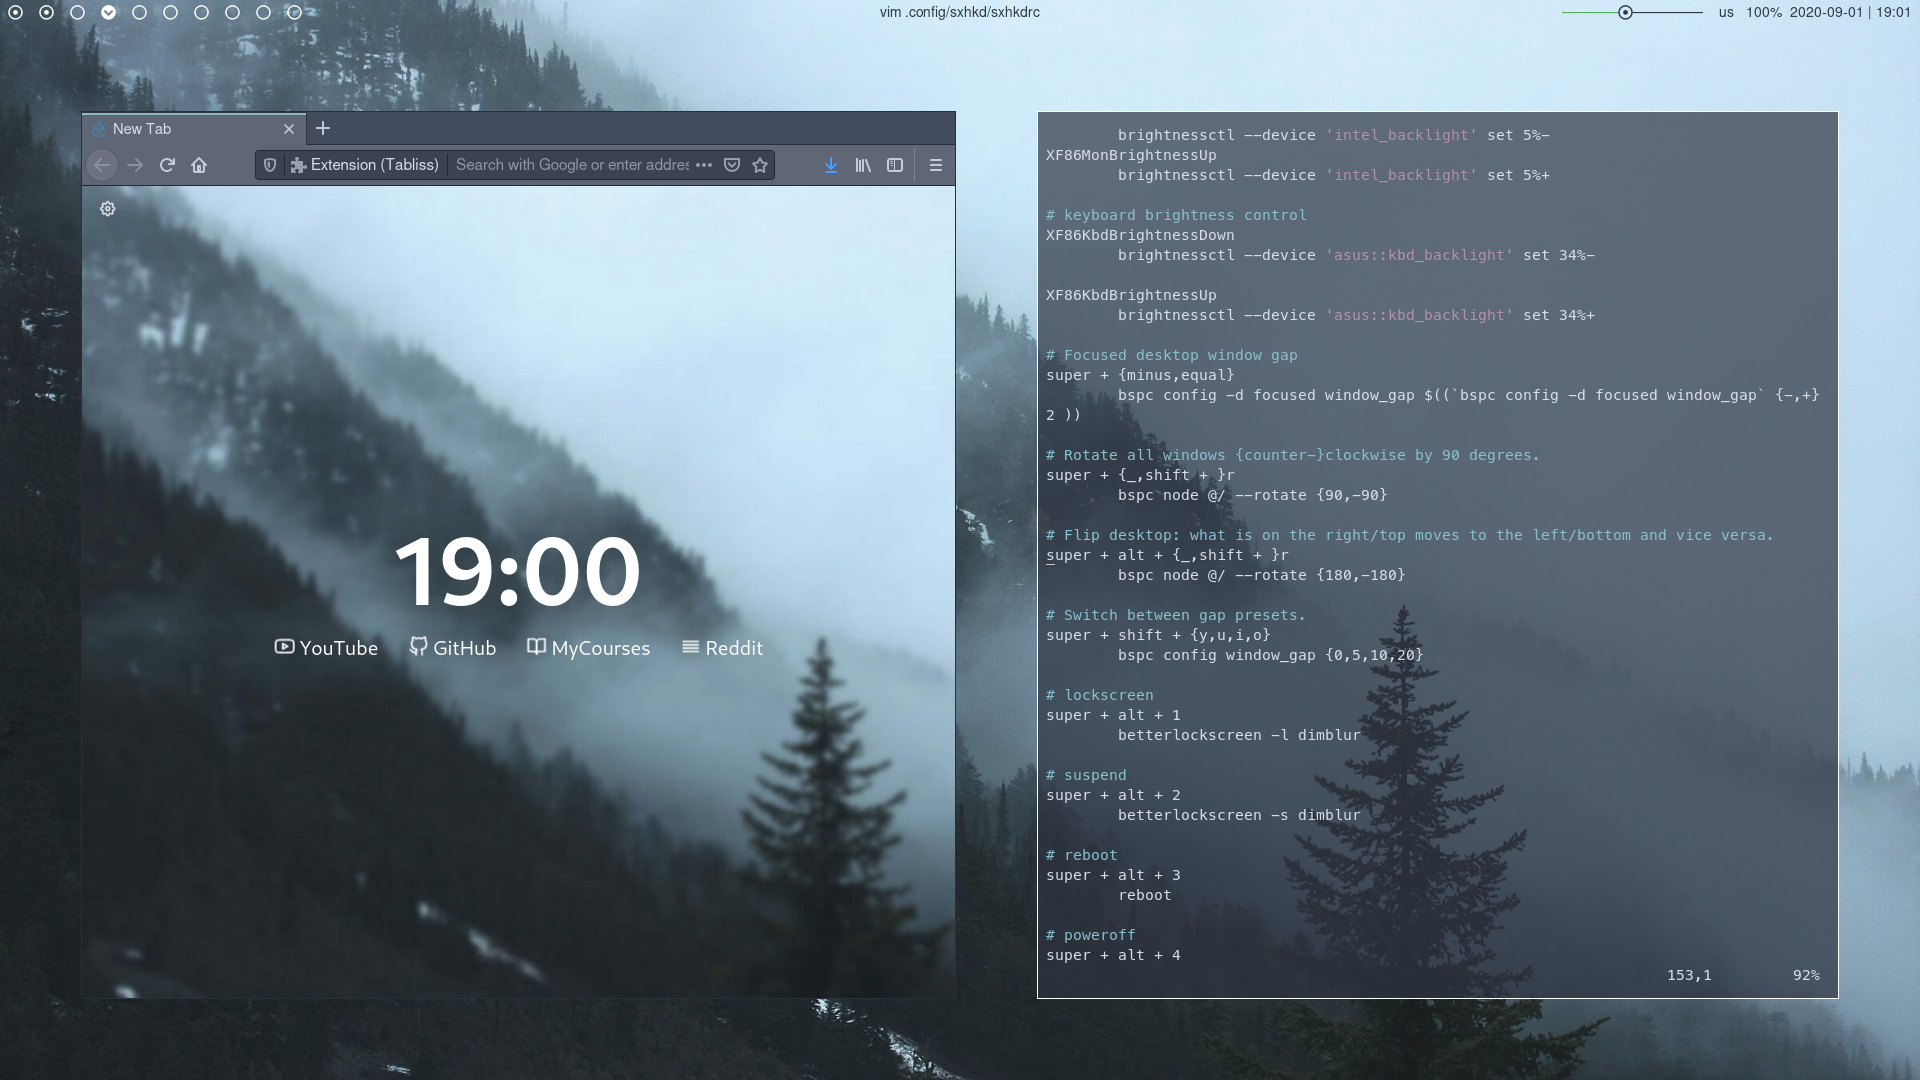 vim .config/sxhkd/sxhkdrc
us 100% 2020-09-01 | 19:01
New Tab
Extension (Tabliss) Search with Google or enter addres
19:00
YouTube GitHub MyCourses Reddit
brightnessctl --device 'intel_backlight' set 5%-
XF86MonBrightnessUp
brightnessctl --device 'intel_backlight' set 5%+
# keyboard brightness control
XF86KbdBrightnessDown
brightnessctl --device 'asus::kbd_backlight' set 34%-
XF86KbdBrightnessUp
brightnessctl --device 'asus::kbd_backlight' set 34%+
# Focused desktop window gap
super + {minus,equal}
bspc config -d focused window_gap $((`bspc config -d focused window_gap` {-,+}
2 ))
# Rotate all windows {counter-}clockwise by 90 degrees.
super + {_,shift + }r
bspc node @/ --rotate {90,-90}
# Flip desktop: what is on the right/top moves to the left/bottom and vice versa.
super + alt + {_,shift + }r
bspc node @/ --rotate {180,-180}
# Switch between gap presets.
super + shift + {y,u,i,o}
bspc config window_gap {0,5,10,20}
# lockscreen
super + alt + 1
betterlockscreen -l dimblur
# suspend
super + alt + 2
betterlockscreen -s dimblur
# reboot
super + alt + 3
reboot
# poweroff
super + alt + 4
153,1 92%